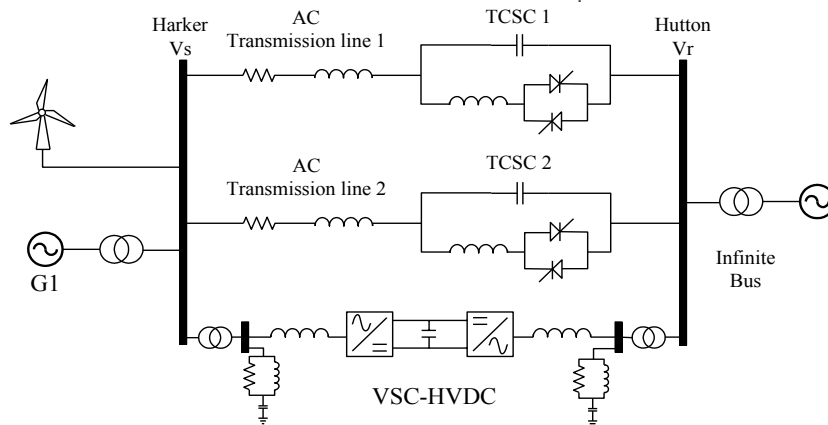 Harker
Vs
AC
Transmission line 1
TCSC 1
Hutton
Vr
AC
Transmission line 2
TCSC 2
G1
Infinite
Bus
VSC-HVDC